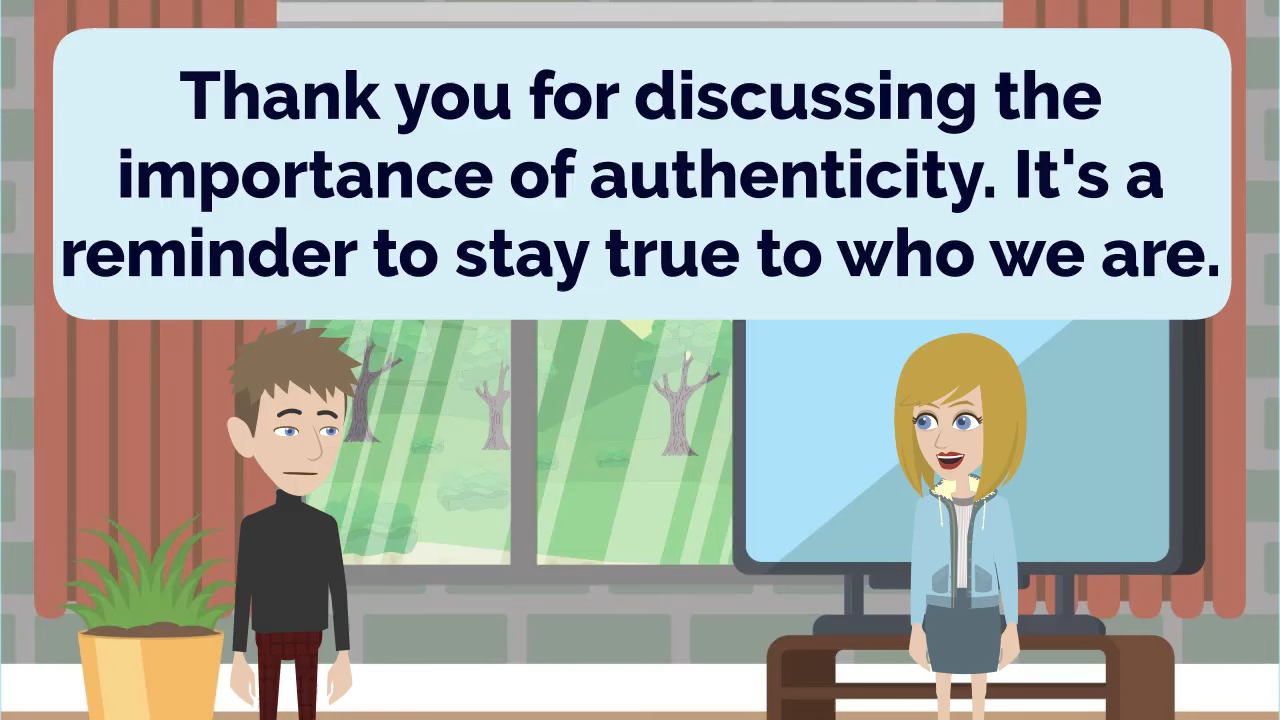 Thank you for discussing the
importance of authenticity. It's a
reminder to stay true to who we are.